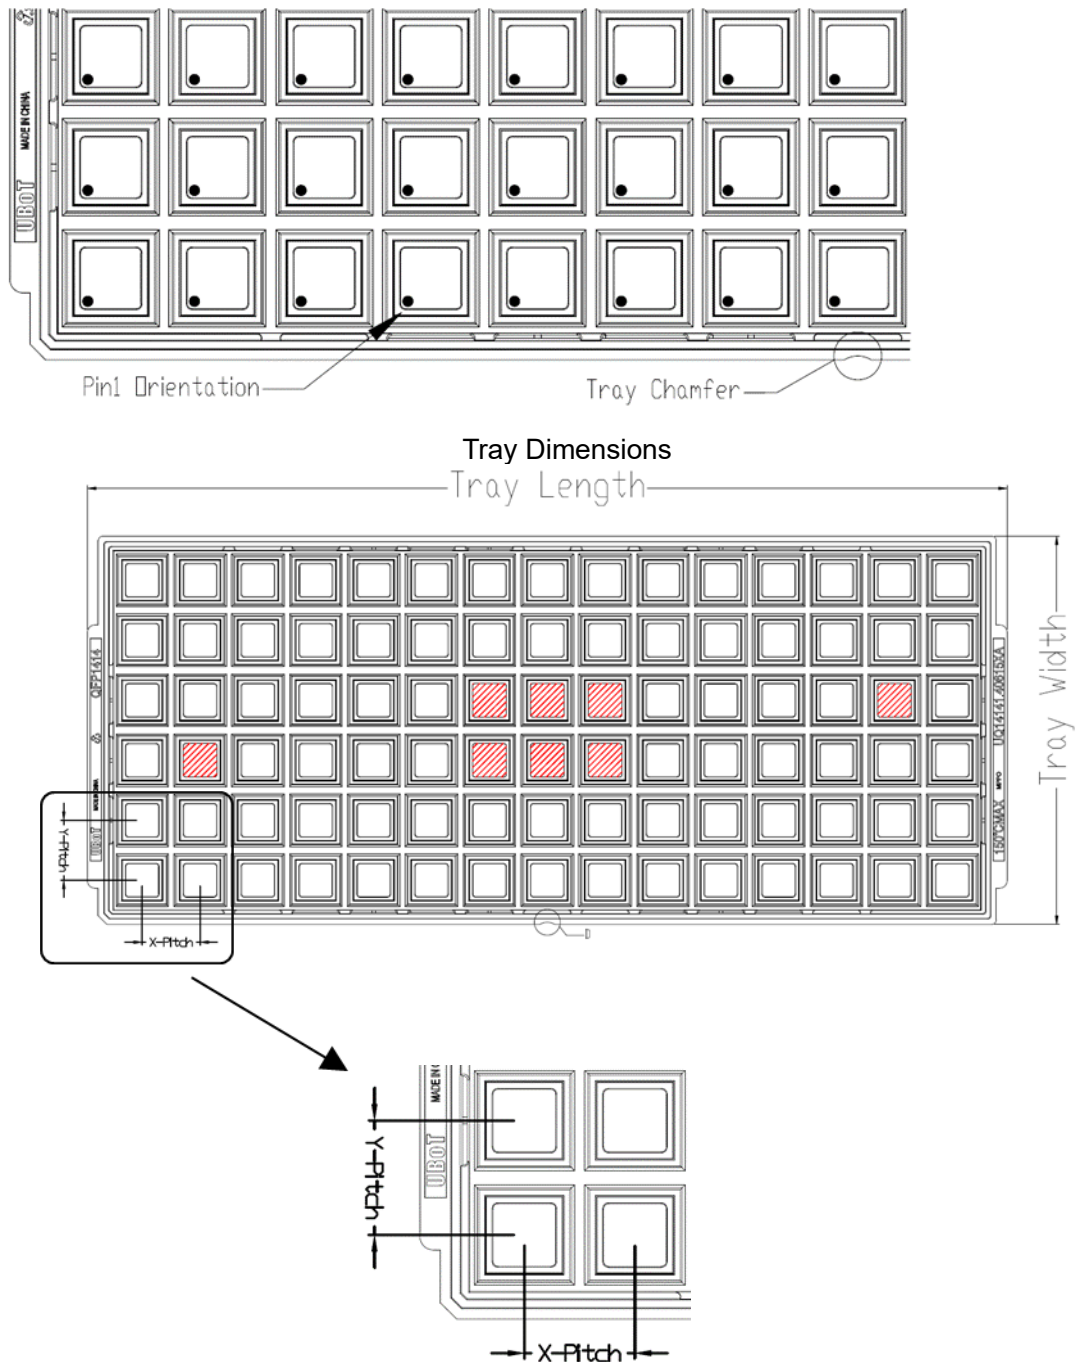 MADE IN CHINA
UBoT
Pin1 Orientation
Tray Chamfer
Tray Dimensions
Tray Length
Tray Width
QFP1414
UBoT
150°CMAX
Y-Pitch
X-Pitch
MADE IN C
UBoT
Y-Pitch
X-Pitch